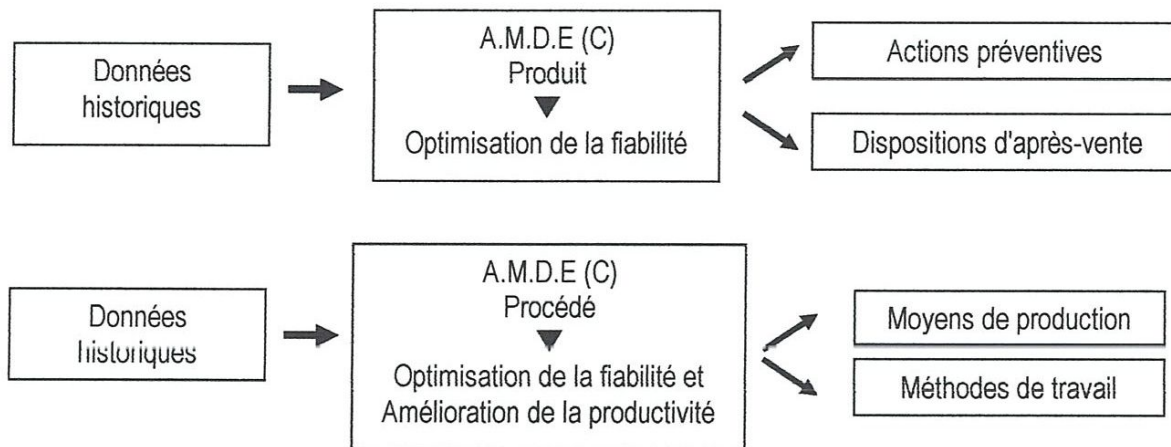 Données
historiques
A.M.D.E (C)
Produit
Optimisation de la fiabilité
Actions préventives
Dispositions d'après-vente
Données
historiques
A.M.D.E (C)
Procédé
Optimisation de la fiabilité et
Amélioration de la productivité
Moyens de production
Méthodes de travail